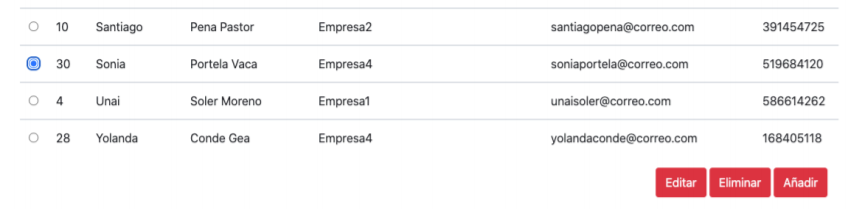 10 Santiago Pena Pastor Empresa2 santiagopena@correo.com 391454725
30 Sonia Portela Vaca Empresa4 soniaportela@correo.com 519684120
4 Unai Soler Moreno Empresa1 unaisoler@correo.com 586614262
28 Yolanda Conde Gea Empresa4 yolandaconde@correo.com 168405118
Editar Eliminar Añadir